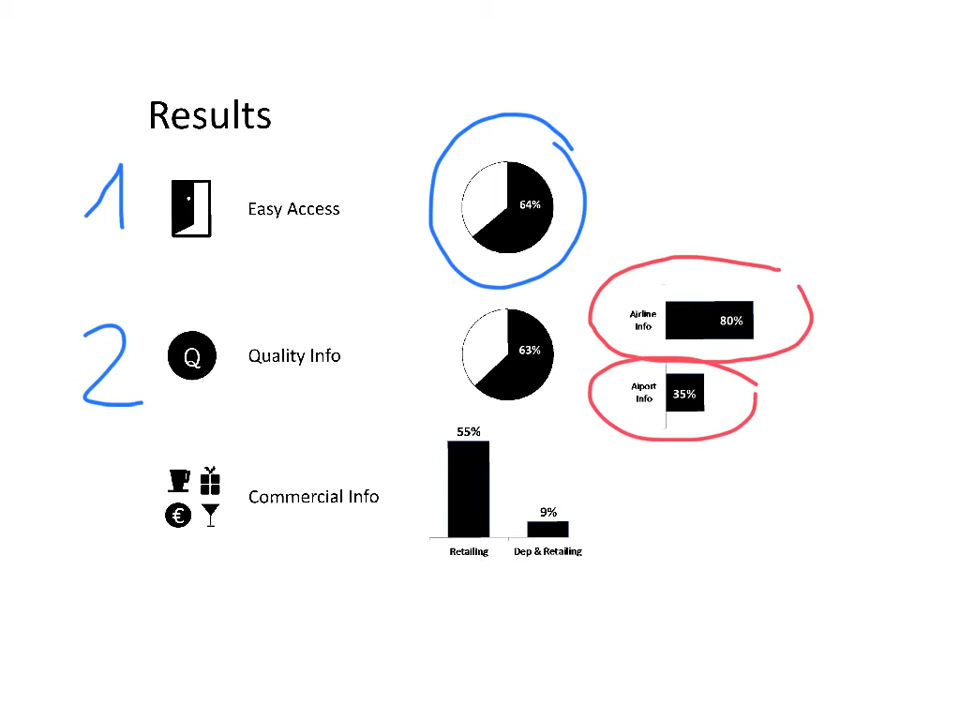 Results
1
Easy Access
64%
2
Q
Quality Info
63%
Airline
Info
80%
Aiport
Info
35%
€
Commercial Info
55%
9%
Retailing
Dep & Retailing